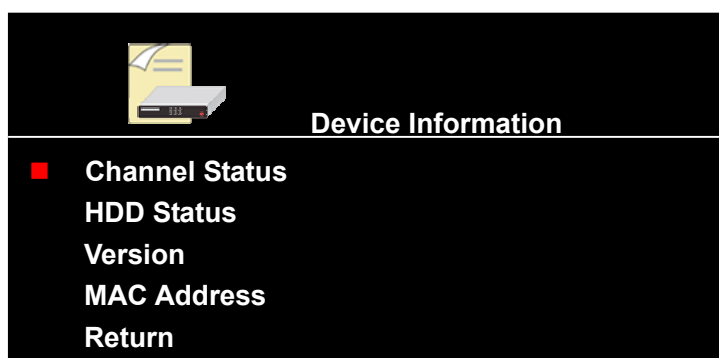 Device Information
Channel Status
HDD Status
Version
MAC Address
Return